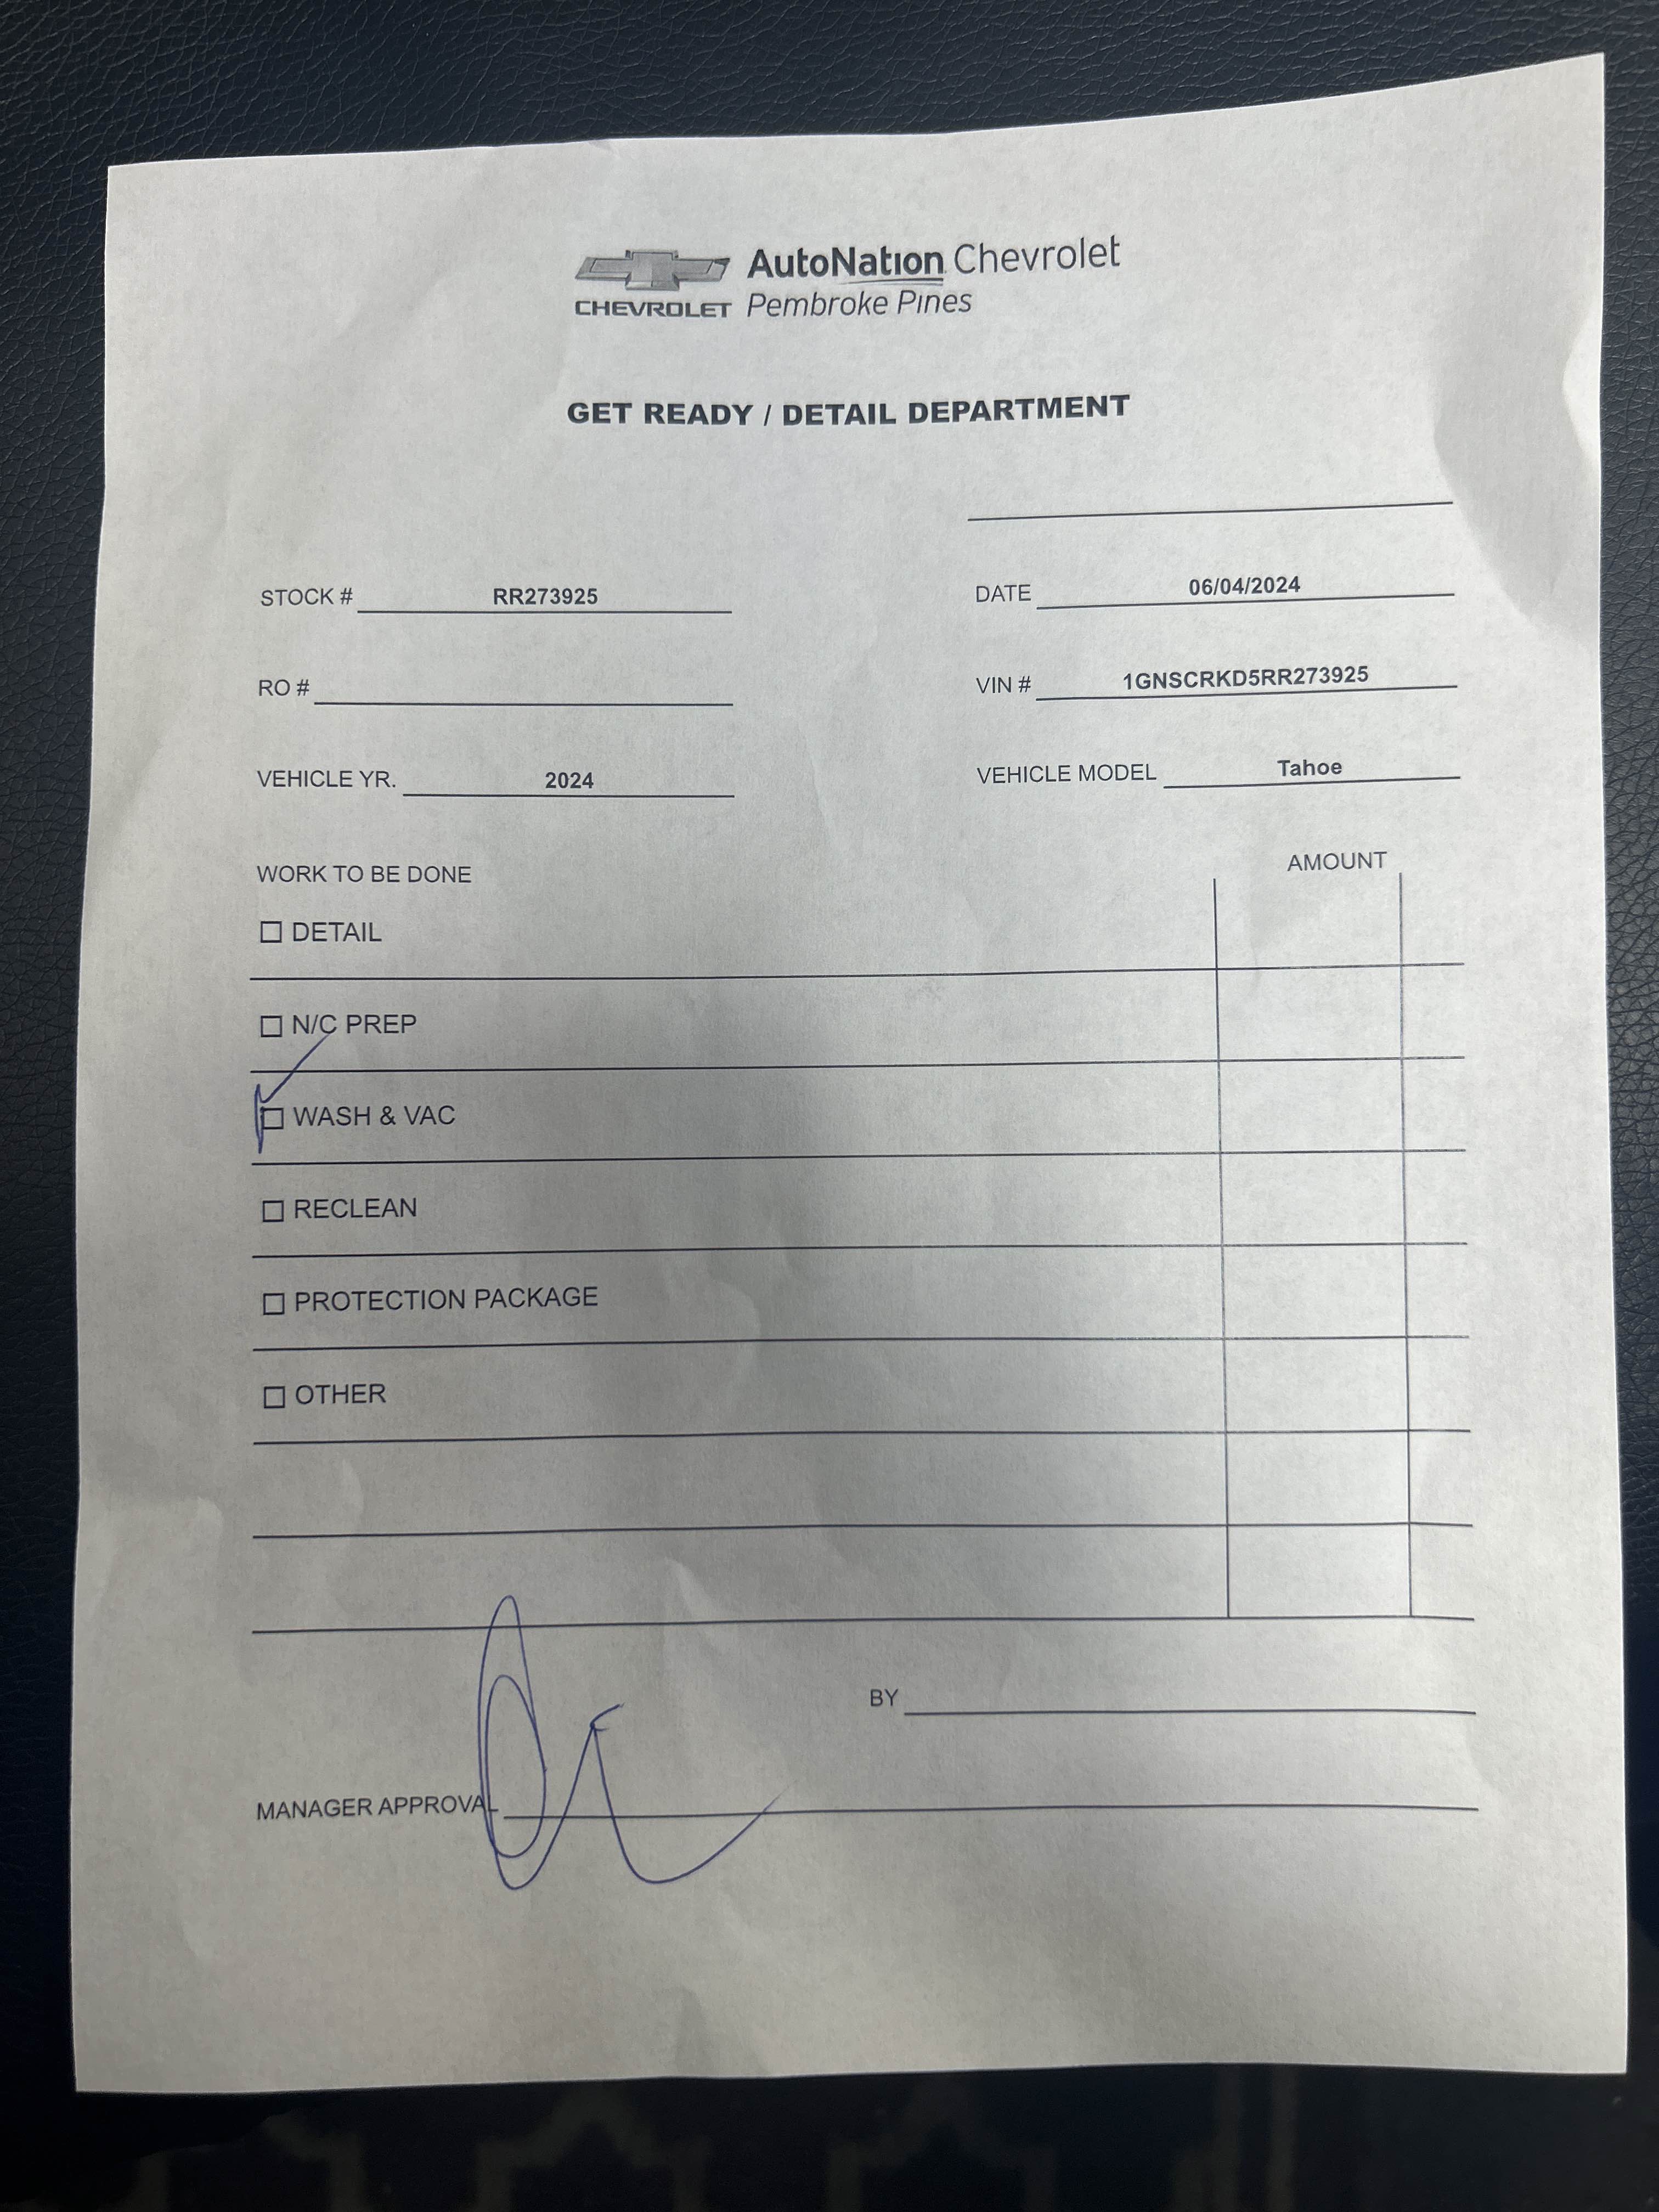 AutoNation Chevrolet
CHEVROLET Pembroke Pines
GET READY / DETAIL DEPARTMENT
STOCK # RR273925 DATE 06/04/2024
RO # VIN # 1GNSCRKD5RR273925
VEHICLE YR. 2024 VEHICLE MODEL Tahoe
WORK TO BE DONE AMOUNT
DETAIL
N/C PREP
WASH & VAC
RECLEAN
PROTECTION PACKAGE
OTHER
BY
MANAGER APPROVAL